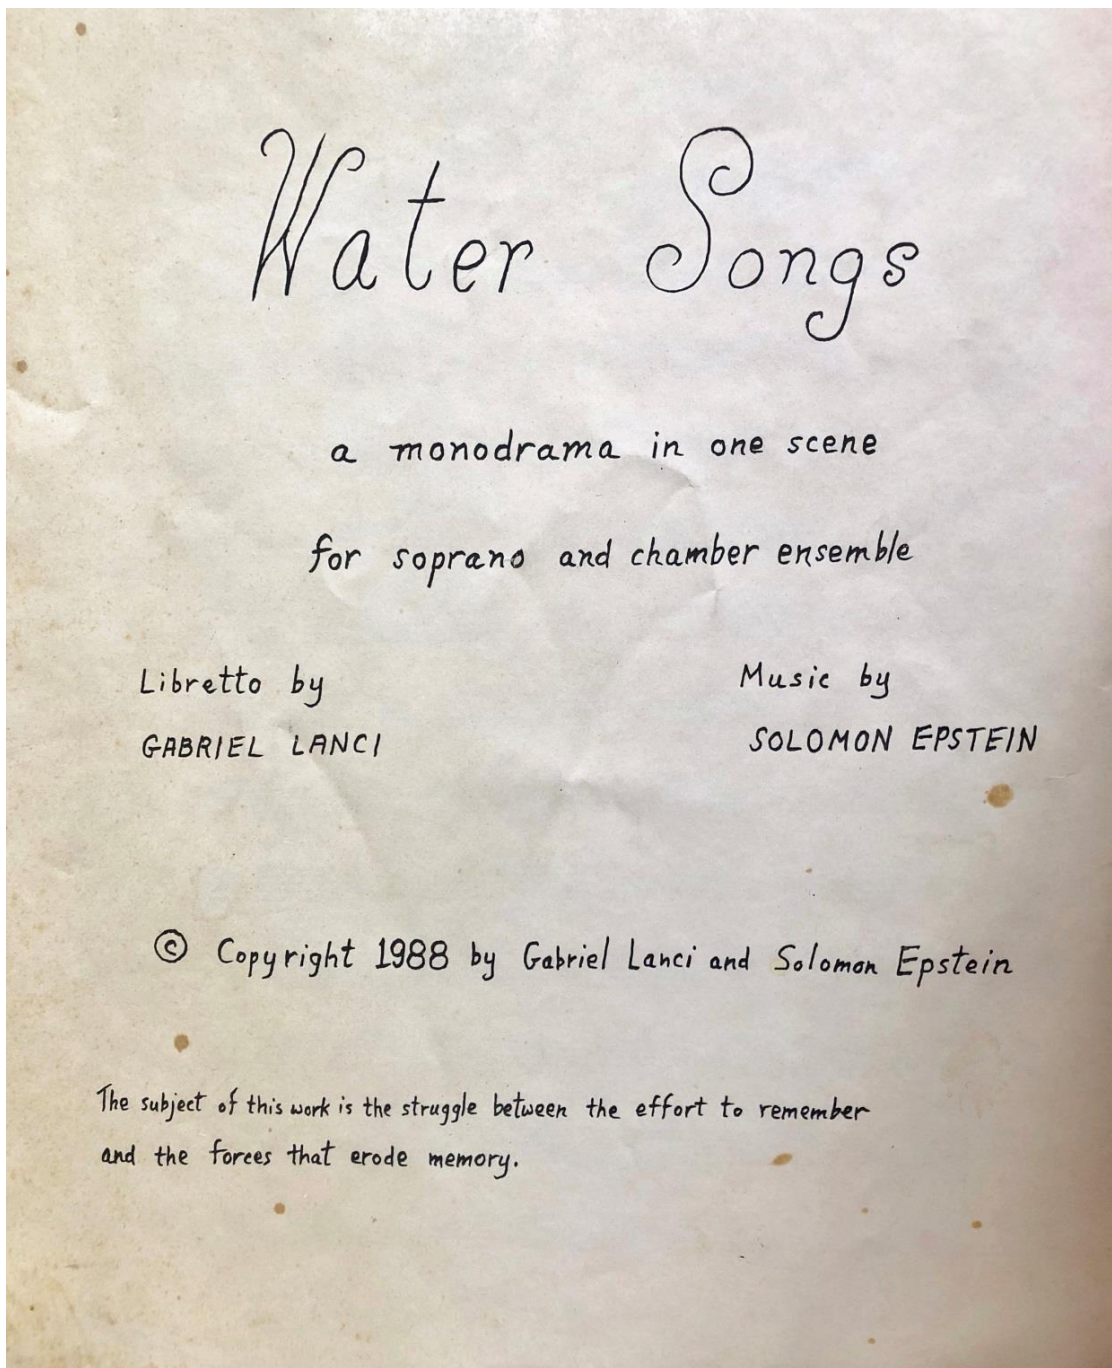 Water Songs
a monodrama in one scene
for soprano and chamber ensemble
Libretto by
GABRIEL LANCI
Music by
SOLOMON EPSTEIN
© Copyright 1988 by Gabriel Lanci and Solomon Epstein
The subject of this work is the struggle between the effort to remember
and the forces that erode memory.